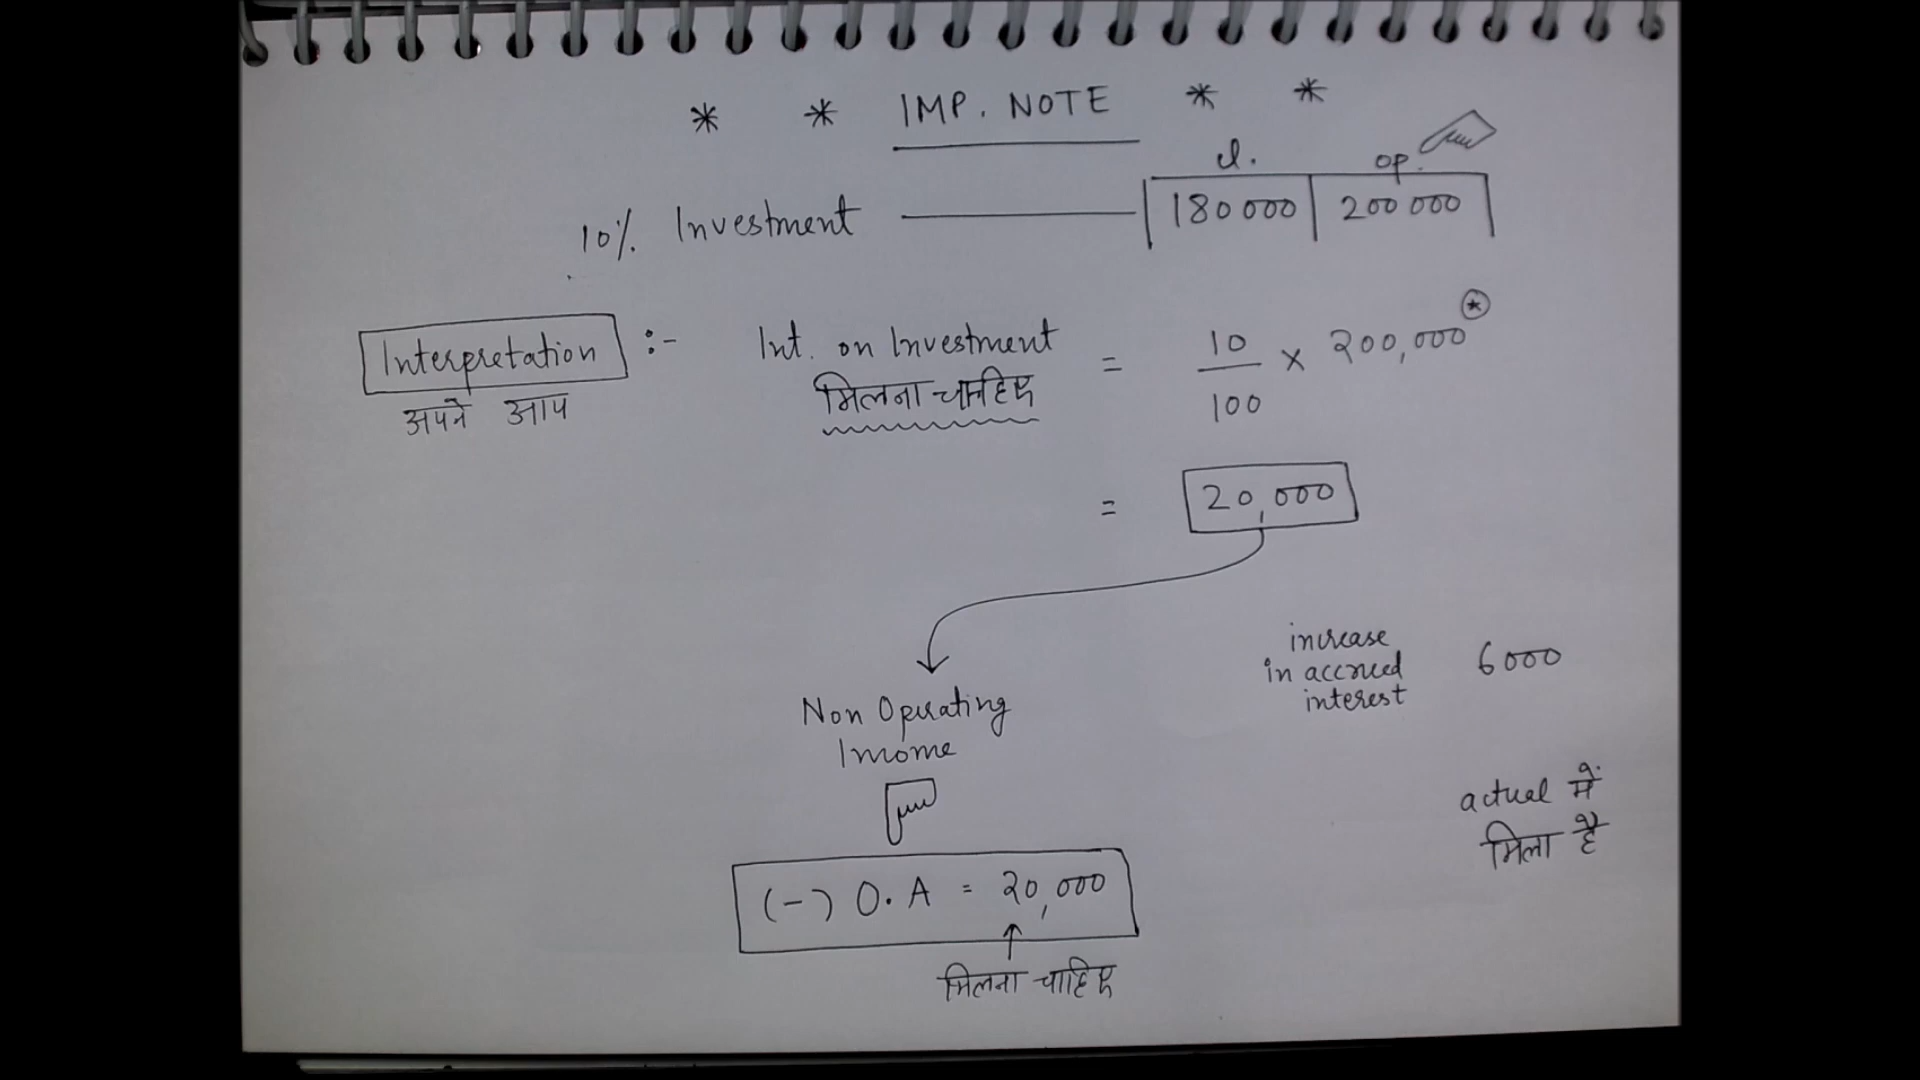 * * IMP. NOTE * *
cl. op.
10% Investment 180000 200000
Interpretation :- Int. on Investment = 10/100 × 200,000 *
अपने आप मिलना चाहिए
= 20,000
increase
in accrued 6000
interest
Non Operating
Income
actual में
मिला है
(-) O.A = 20,000
मिलना चाहिए